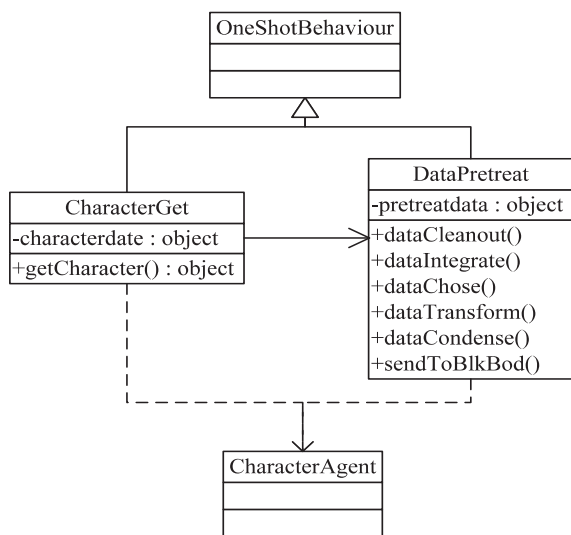 OneShotBehaviour
CharacterGet
-characterdate : object
+getCharacter() : object
DataPretreat
-pretreatdata : object
+dataCleanout()
+dataIntegrate()
+dataChose()
+dataTransform()
+dataCondense()
+sendToBlkBod()
CharacterAgent